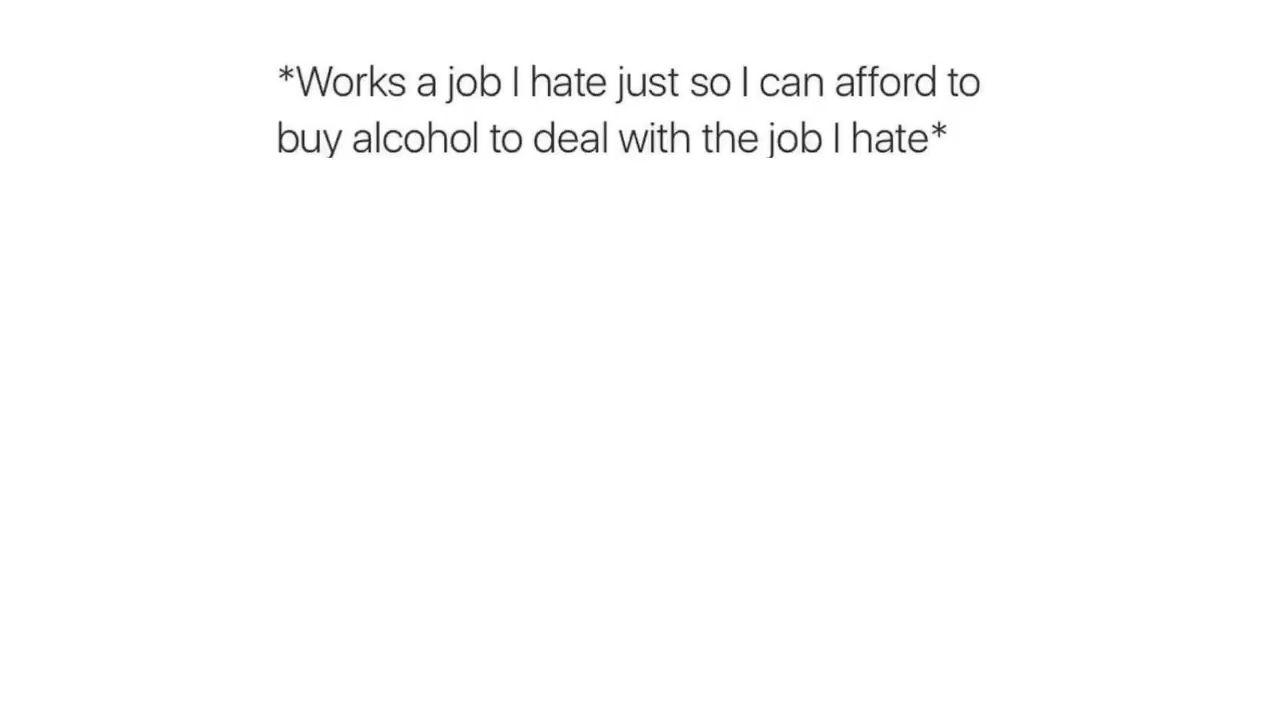 *Works a job I hate just so I can afford to
buy alcohol to deal with the job I hate*